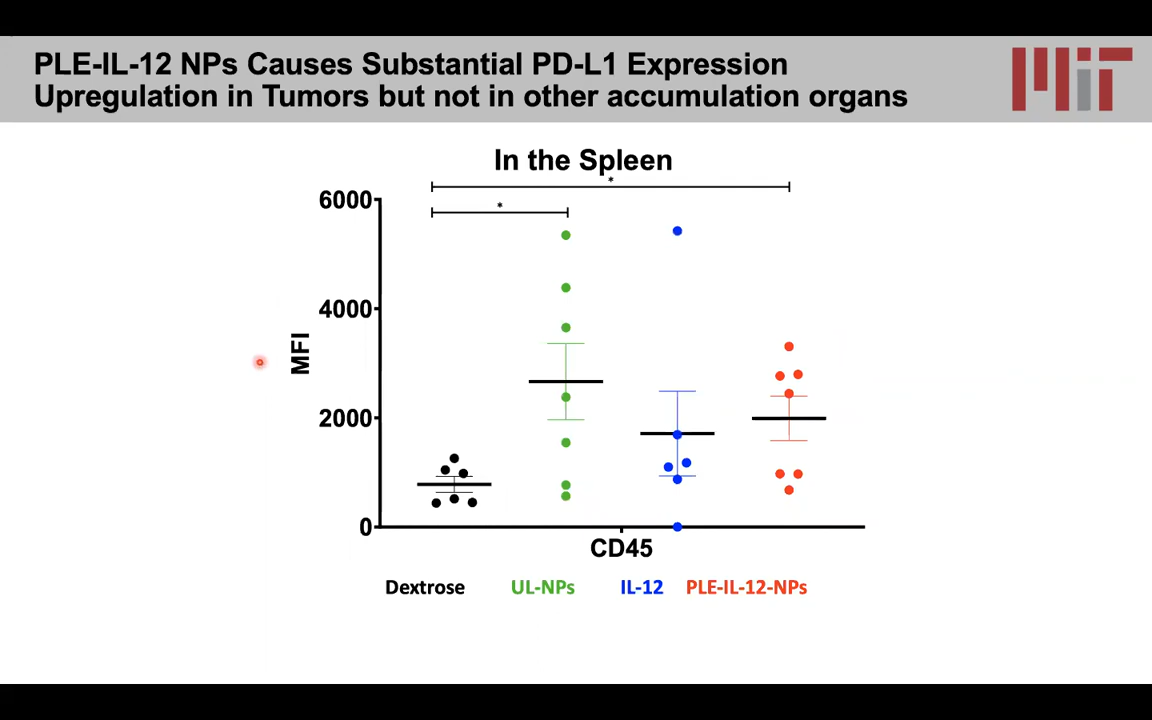 PLE-IL-12 NPs Causes Substantial PD-L1 Expression
Upregulation in Tumors but not in other accumulation organs
MIT
In the Spleen
*
*
6000
4000
2000
0
MFI
CD45
Dextrose UL-NPs IL-12 PLE-IL-12-NPs